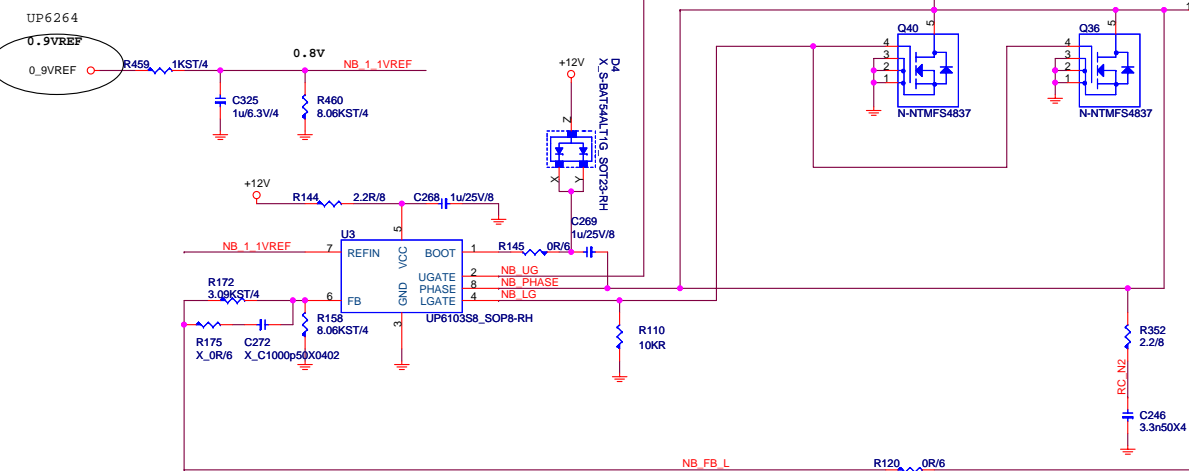 UP6264
0.9VREF
0_9VREF
R459
1KST/4
0.8V
NB_1_1VREF
C325
1u/6.3V/4
R460
8.06KST/4
+12V
D4
X_S-BAT54ALT1G_SOT23-RH
Z
X
Y
Q40
5
4
3
2
1
N-NTMFS4837
Q36
5
4
3
2
1
N-NTMFS4837
+12V
R144
2.2R/8
C268
1u/25V/8
C269
1u/25V/8
U3
5
NB_1_1VREF
7
REFIN
VCC
BOOT
1
R145
0R/6
UGATE
2
NB_UG
PHASE
8
NB_PHASE
LGATE
4
NB_LG
R172
3.09KST/4
6
FB
GND
3
UP6103S8_SOP8-RH
R158
8.06KST/4
R175
X_0R/6
C272
X_C1000p50X0402
R110
10KR
R352
2.2/8
RC_N2
C246
3.3n50X4
NB_FB_L
R120
0R/6